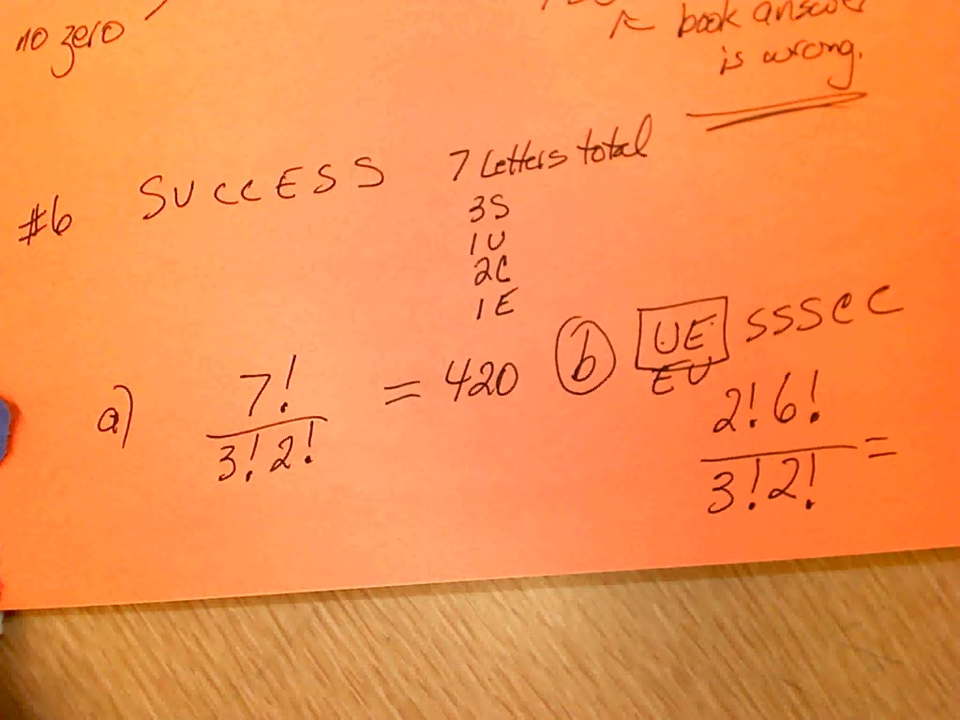 no zero
book answer
is wrong.
#6 SUCCESS 7 Letters total
3S
1U
2C
1E
a) 7!
3!2! = 420
b UE SSSCC
EU
2!6!
3!2! =